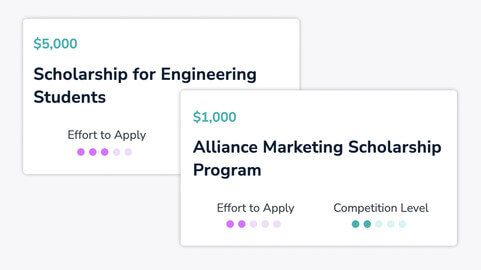 $5,000
Scholarship for Engineering
Students
Effort to Apply
$1,000
Alliance Marketing Scholarship
Program
Effort to Apply
Competition Level